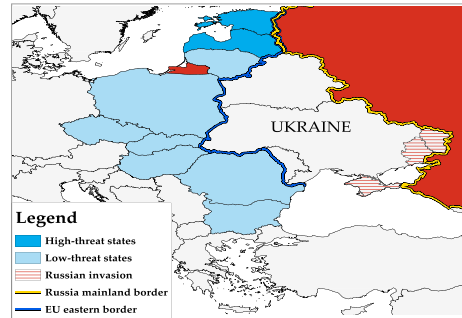 UKRAINE
Legend
High-threat states
Low-threat states
Russian invasion
Russia mainland border
EU eastern border